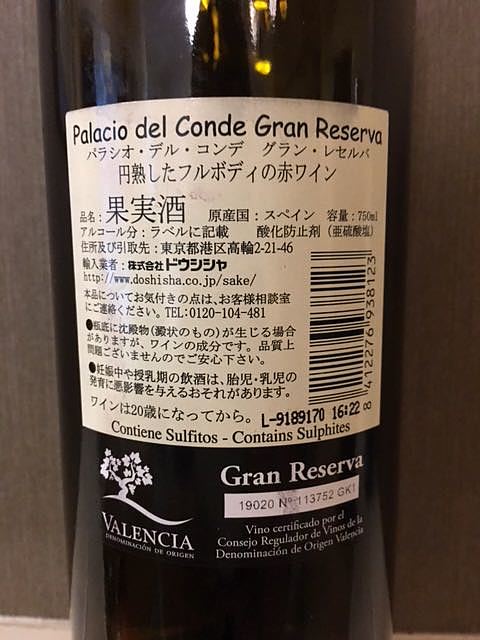 Palacio del Conde Gran Reserva
パラシオ・デル・コンデ グラン・レセルバ
円熟したフルボディの赤ワイン
品名：果実酒 原産国：スペイン 容量：750ml
アルコール分：ラベルに記載 酸化防止剤（亜硫酸塩）
住所及び引取先：東京都港区高輪2-21-46
輸入業者：株式会社ドウシシャ
http://www.doshisha.co.jp/sake/
本品についてお気付きの点は、お客様相談室
にご連絡ください。TEL:0120-104-481
●瓶底に沈殿物(澱状のもの)が生じる場合
がありますが、ワインの成分です。品質上
問題ございませんのでご安心下さい。
●妊娠中や授乳期の飲酒は、胎児・乳児の
発育に悪影響を与えるおそれがあります。
ワインは20歳になってから。
L-9189170 16:22
8 412276 938123
Contiene Sulfitos - Contains Sulphites
VALENCIA
DENOMINACIÓN DE ORIGEN
Gran Reserva
19020 Nº 113752 GK1
Vino certificado por el
Consejo Regulador de Vinos de la
Denominación de Origen Valencia